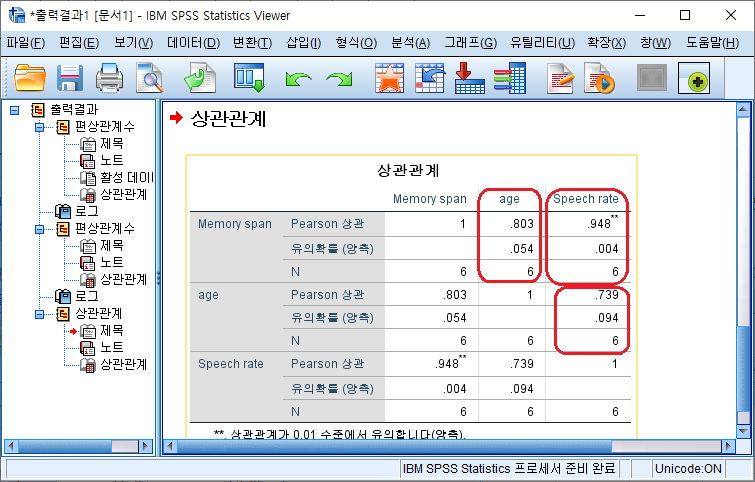 *출력결과1 [문서1] - IBM SPSS Statistics Viewer
파일(F) 편집(E) 보기(V) 데이터(D) 변환(T) 삽입(I) 형식(O) 분석(A) 그래프(G) 유틸리티(U) 확장(X) 창(W) 도움말(H)
출력결과
편상관계수
제목
노트
활성 데이
상관관계
로그
편상관계수
제목
노트
상관관계
로그
상관관계
제목
노트
상관관계
상관관계
상관관계
Memory span age Speech rate
Memory span Pearson 상관 1 .803 .948**
유의확률 (양측) .054 .004
N 6 6 6
age Pearson 상관 .803 1 .739
유의확률 (양측) .054 .094
N 6 6 6
Speech rate Pearson 상관 .948** .739 1
유의확률 (양측) .004 .094
N 6 6 6
**. 상관관계가 0.01 수준에서 유의합니다(양측).
IBM SPSS Statistics 프로세서 준비 완료 Unicode:ON